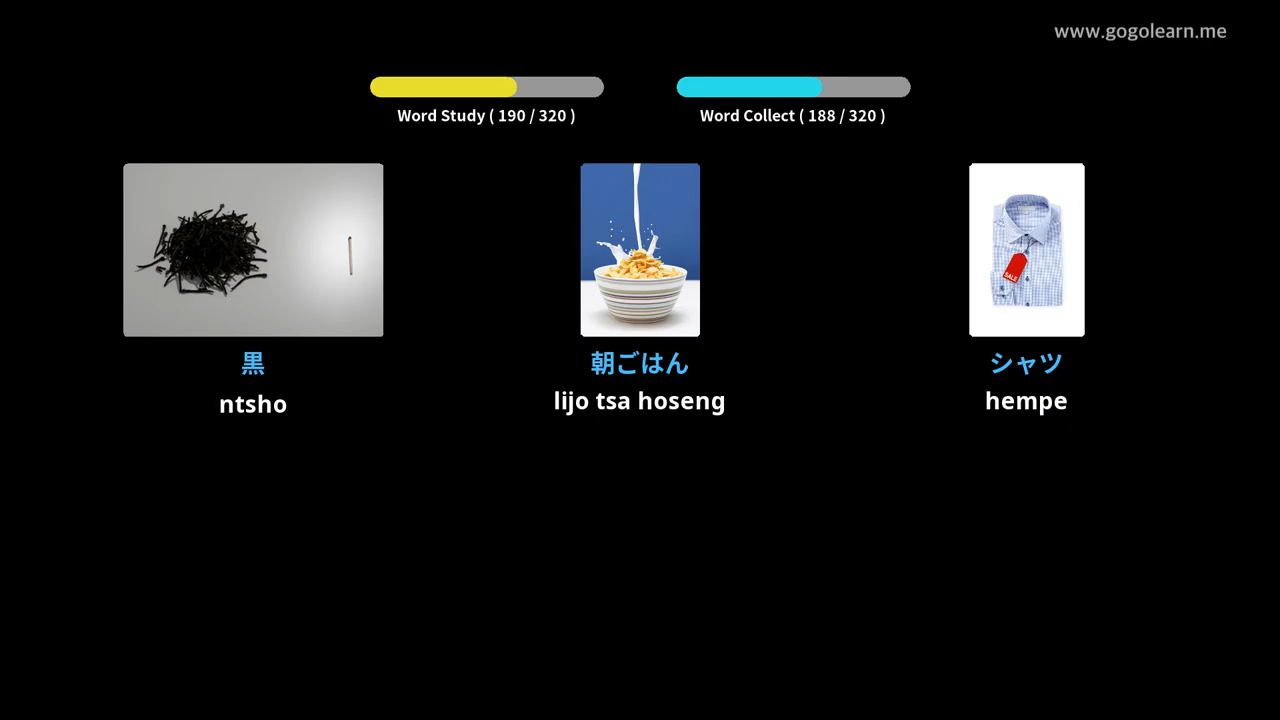 www.gogolearn.me
Word Study ( 190 / 320 )
Word Collect ( 188 / 320 )
SALE
黒
朝ごはん
シャツ
ntsho
lijo tsa hoseng
hempe